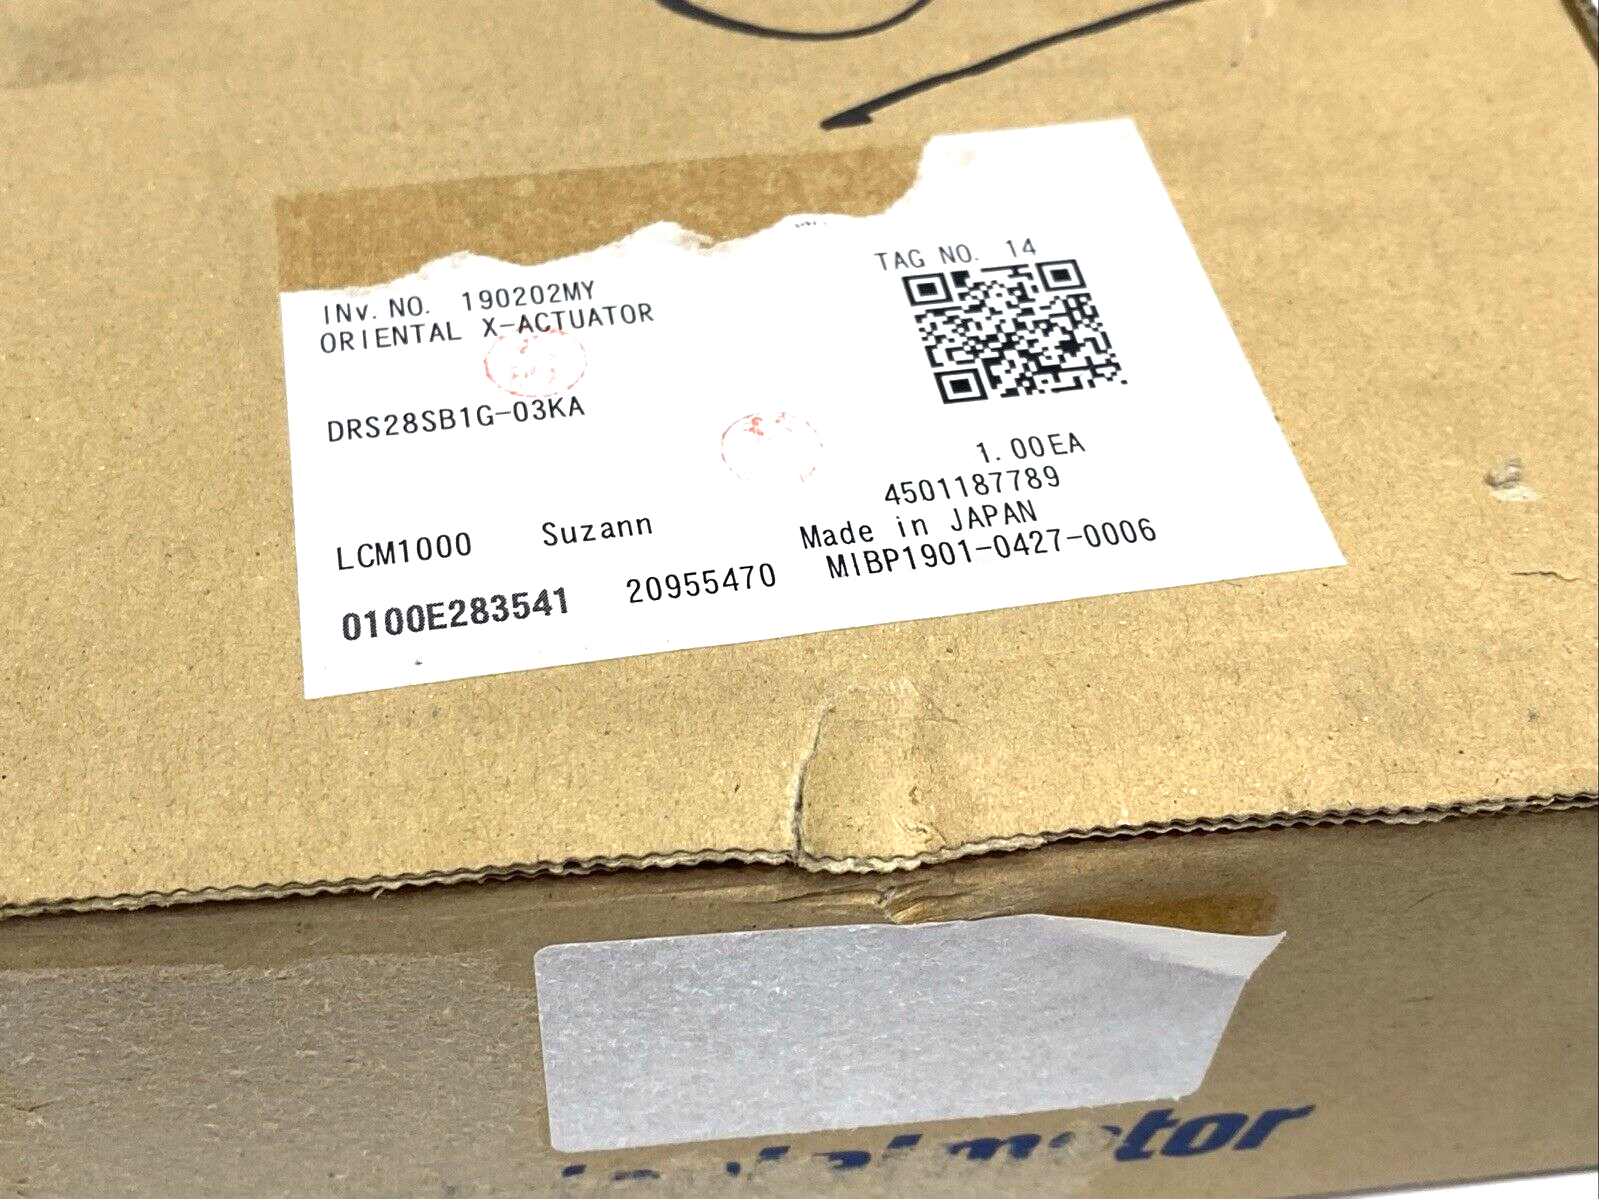 INv. NO. 190202MY
ORIENTAL X-ACTUATOR
TAG NO. 14
DRS28SB1G-03KA
1.00EA
4501187789
LCM1000 Suzann Made in JAPAN
0100E283541 20955470 MIBP1901-0427-0006
motor